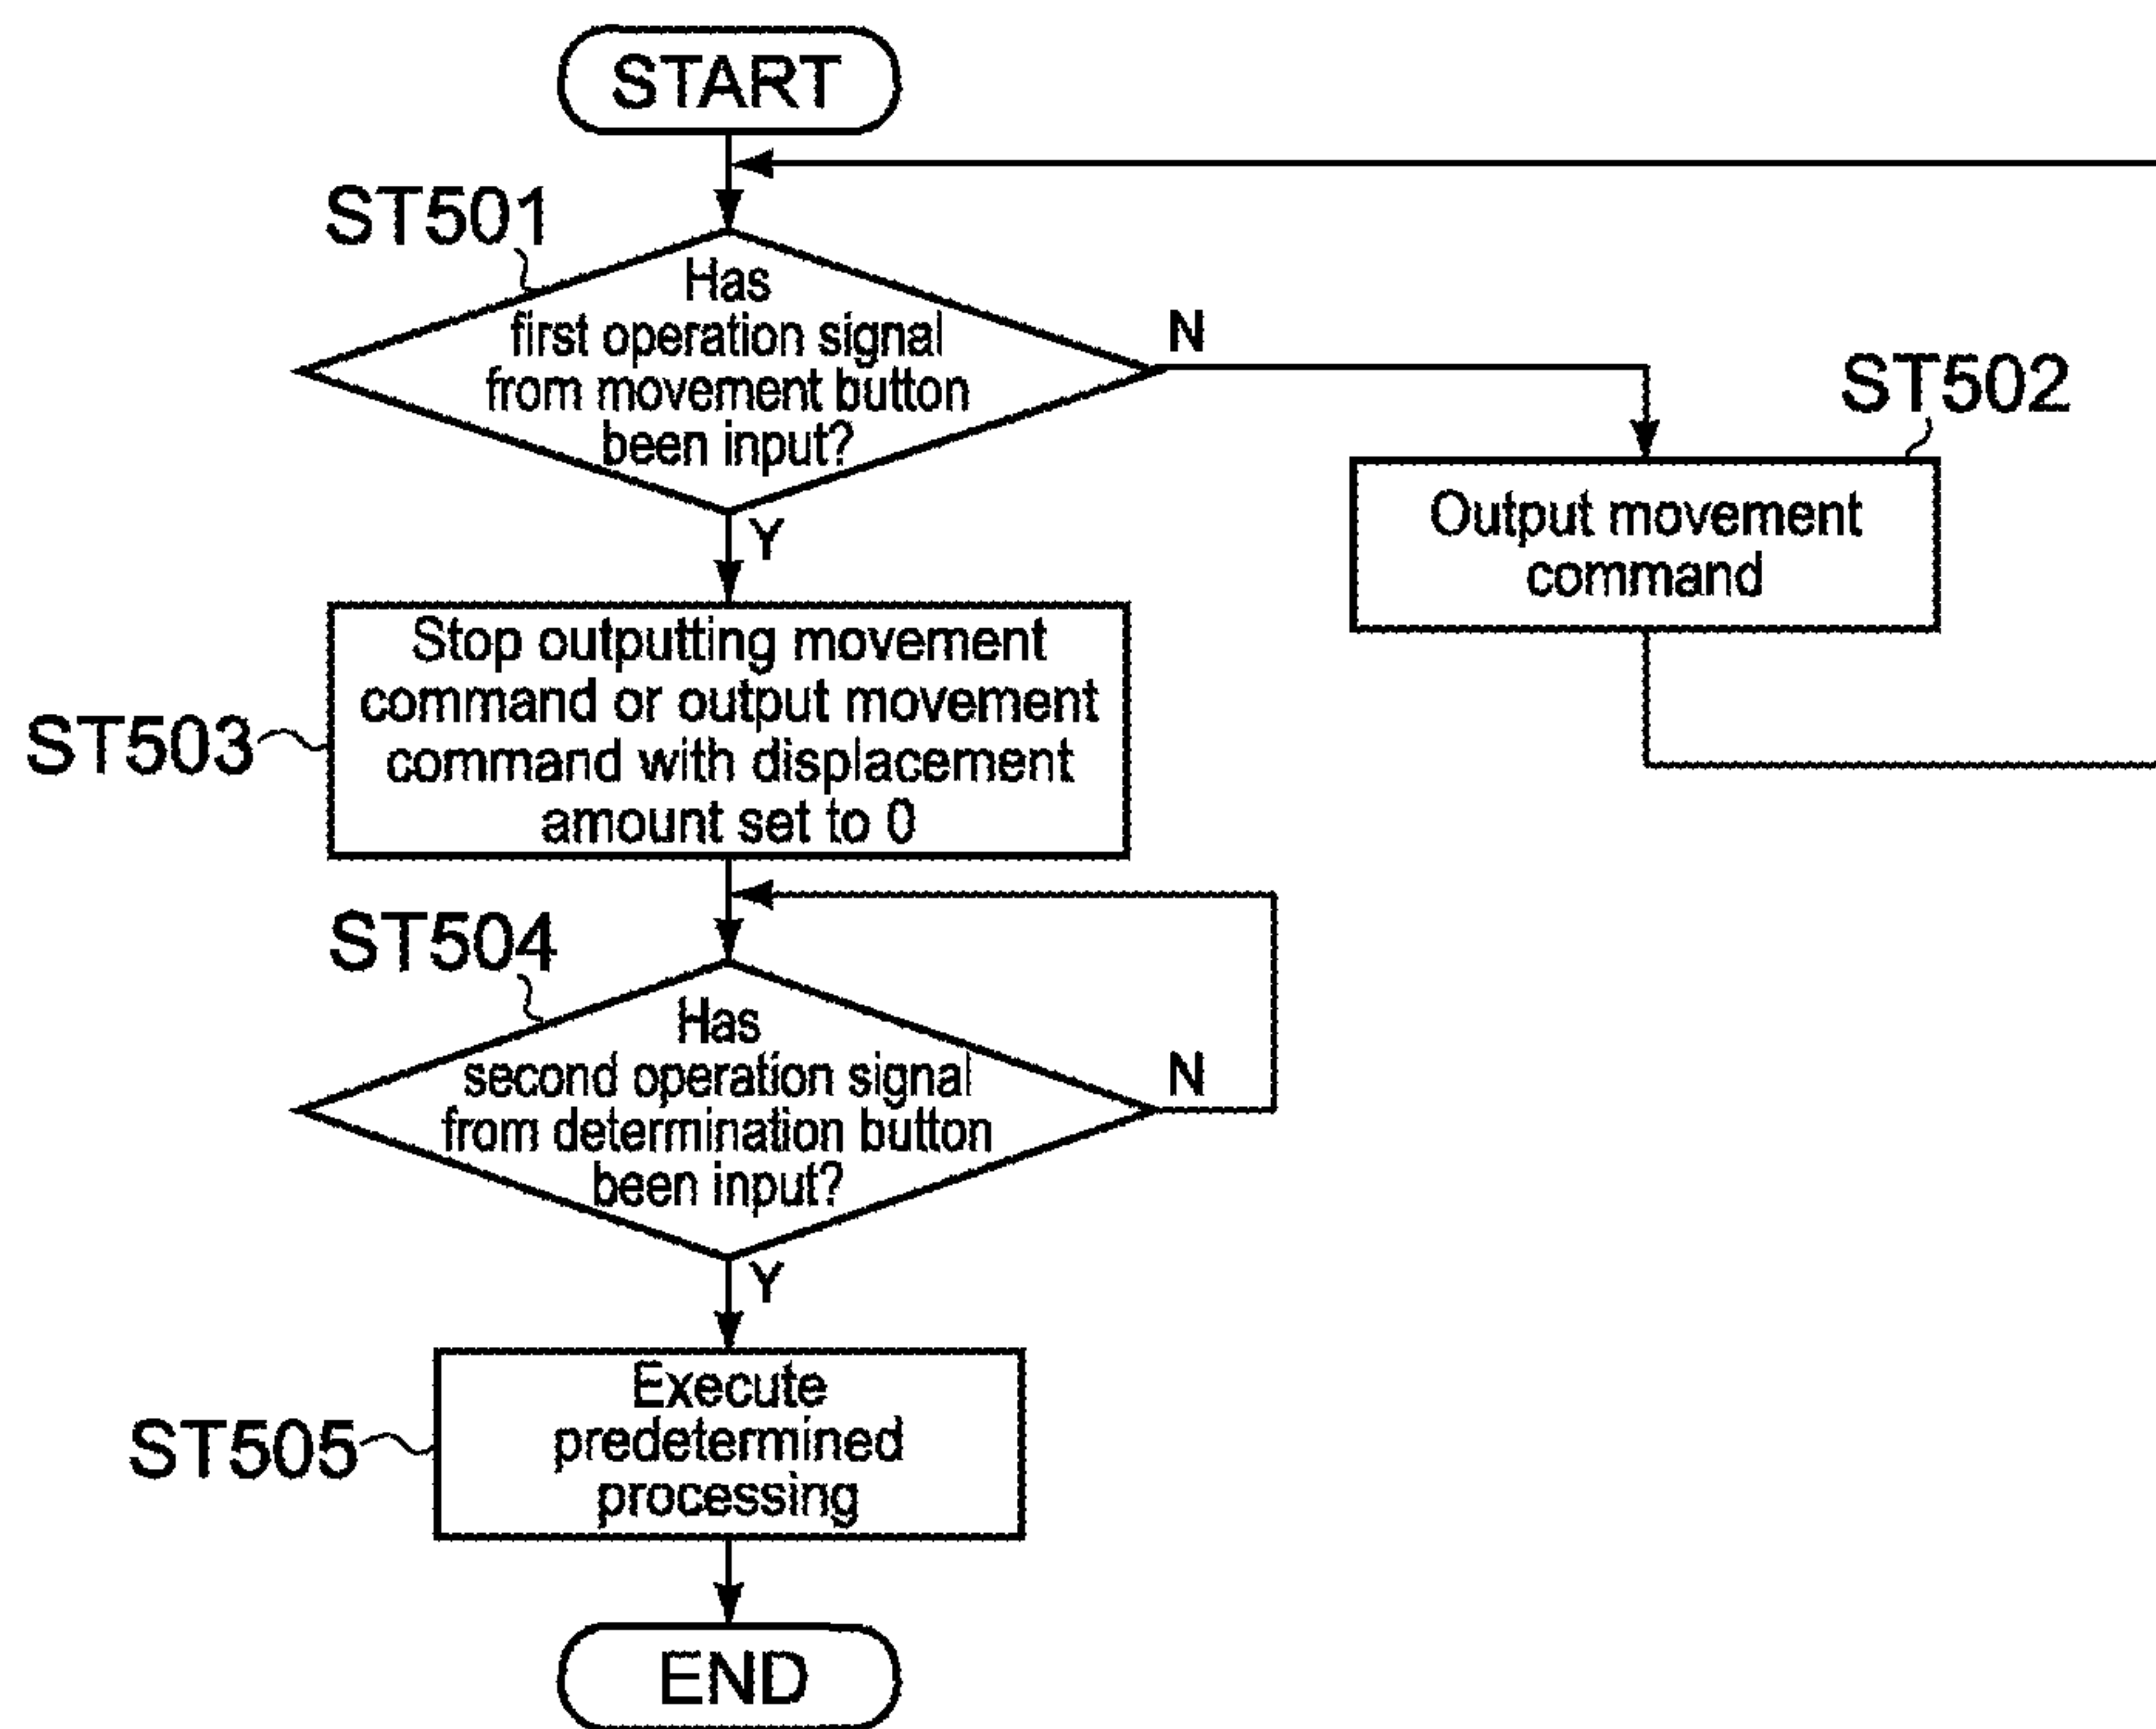 START
ST501
Has
first operation signal
from movement button
been input?
N
ST502
Output movement
command
Y
Stop outputting movement
command or output movement
command with displacement
amount set to 0
ST503
ST504
Has
second operation signal
from determination button
been input?
N
Y
Execute
predetermined
processing
ST505
END